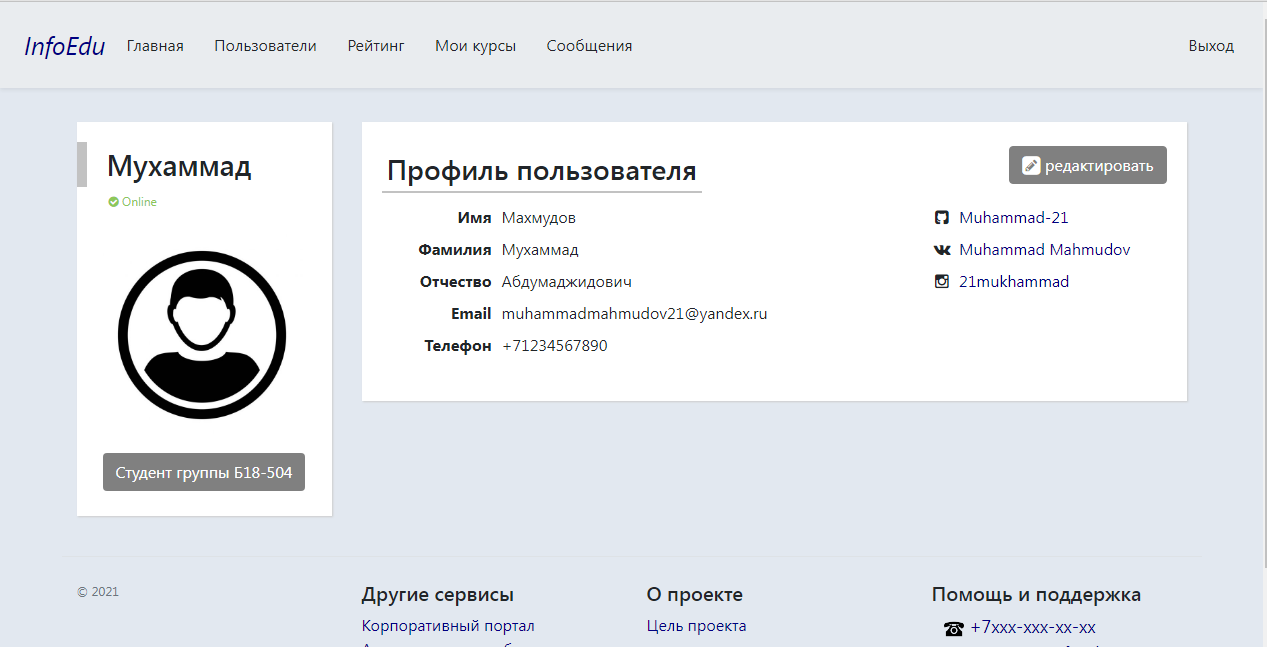 InfoEdu Главная Пользователи Рейтинг Мои курсы Сообщения Выход
Мухаммад
Online
Студент группы Б18-504
Профиль пользователя
редактировать
Имя Махмудов
Фамилия Мухаммад
Отчество Абдумаджидович
Email muhammadmahmudov21@yandex.ru
Телефон +71234567890
Muhammad-21
Muhammad Mahmudov
21mukhammad
© 2021
Другие сервисы
Корпоративный портал
О проекте
Цель проекта
Помощь и поддержка
+7xxx-xxx-xx-xx